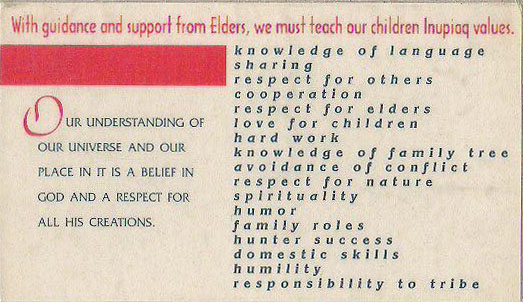 With guidance and support from Elders, we must teach our children Inupiaq values.
OUR UNDERSTANDING OF
OUR UNIVERSE AND OUR
PLACE IN IT IS A BELIEF IN
GOD AND A RESPECT FOR
ALL HIS CREATIONS.
knowledge of language
sharing
respect for others
cooperation
respect for elders
love for children
hard work
knowledge of family tree
avoidance of conflict
respect for nature
spirituality
humor
family roles
hunter success
domestic skills
humility
responsibility to tribe